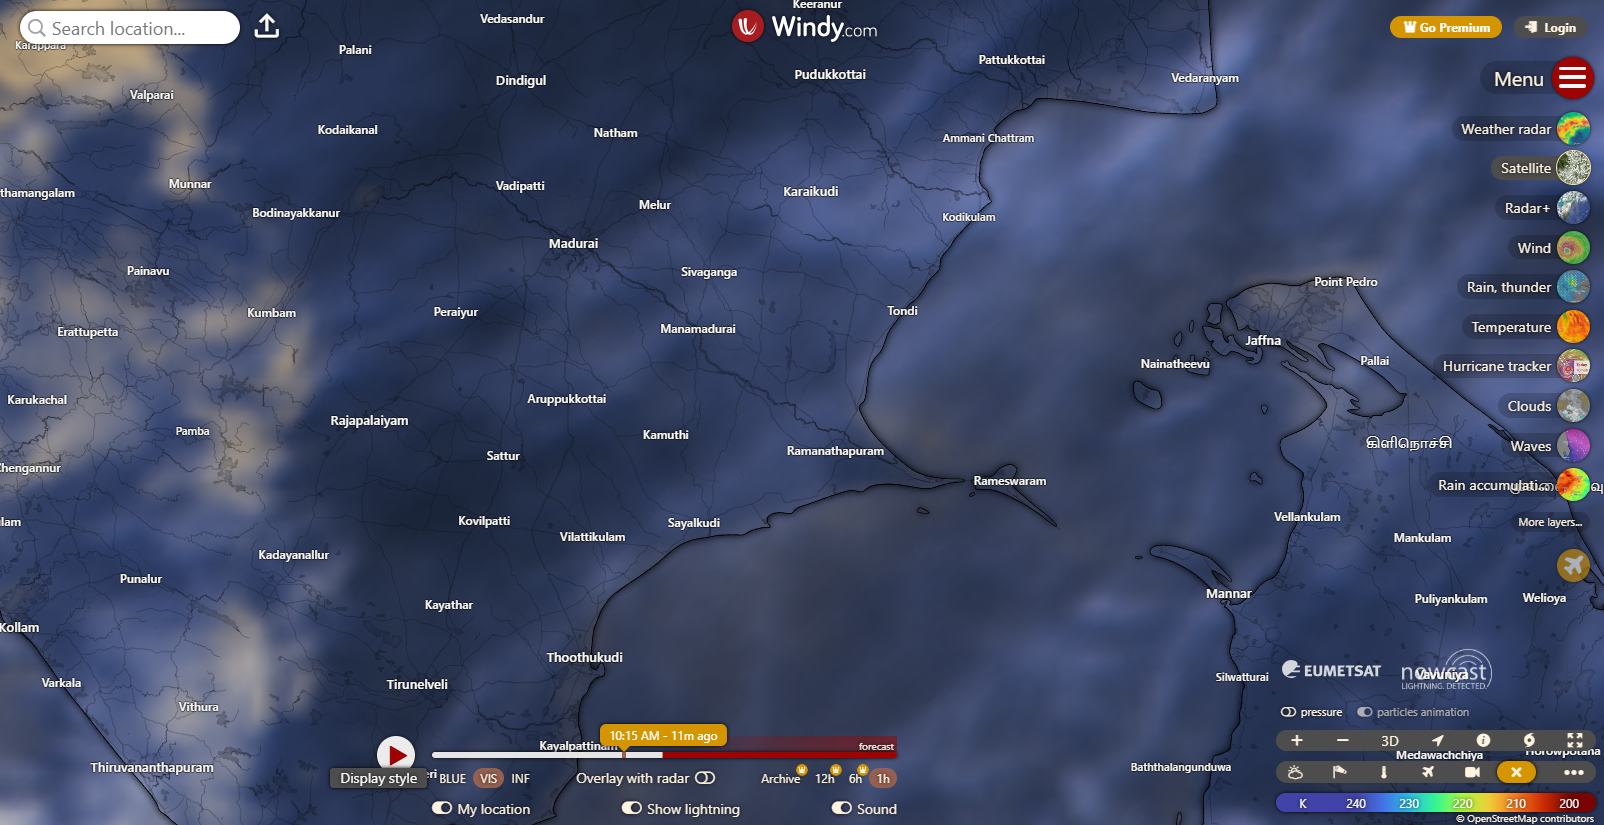 Keeranur
Search location...
Karappara
Vedasandur
Windy.com
Go Premium
Login
Palani
Pattukkottai
Dindigul
Pudukkottai
Vedaranyam
Menu
Valparai
Kodaikanal
Natham
Ammani Chattram
Weather radar
Munnar
Vadipatti
Karaikudi
Satellite
thamangalam
Bodinayakkanur
Melur
Kodikulam
Radar+
Madurai
Wind
Painavu
Sivaganga
Point Pedro
Rain, thunder
Kumbam
Peraiyur
Tondi
Erattupetta
Manamadurai
Jaffna
Temperature
Nainatheevu
Pallai
Hurricane tracker
Karukachal
Aruppukkottai
Clouds
Rajapalaiyam
Pamba
Kamuthi
கிளிநொச்சி
Waves
Sattur
Ramanathapuram
Chengannur
Rameswaram
Rain accumulati...
lam
Kovilpatti
Sayalkudi
Vellankulam
More layers...
Vilattikulam
Mankulam
Kadayanallur
Punalur
Kayathar
Mannar
Puliyankulam
Welioya
Kollam
Thoothukudi
Varkala
Tirunelveli
Silwatturai
EUMETSAT
nowcast
Vavuniya
LIGHTNING. DETECTED.
Vithura
pressure
particles animation
10:15 AM - 11m ago
Kayalpattinam
forecast
3D
Medawachchiya
Horowpotana
Thiruvananthapuram
Baththalangunduwa
Display style
eri
BLUE
VIS
INF
Overlay with radar
Archive
12h
6h
1h
My location
Show lightning
Sound
K 240 230 220 210 200
© OpenStreetMap contributors